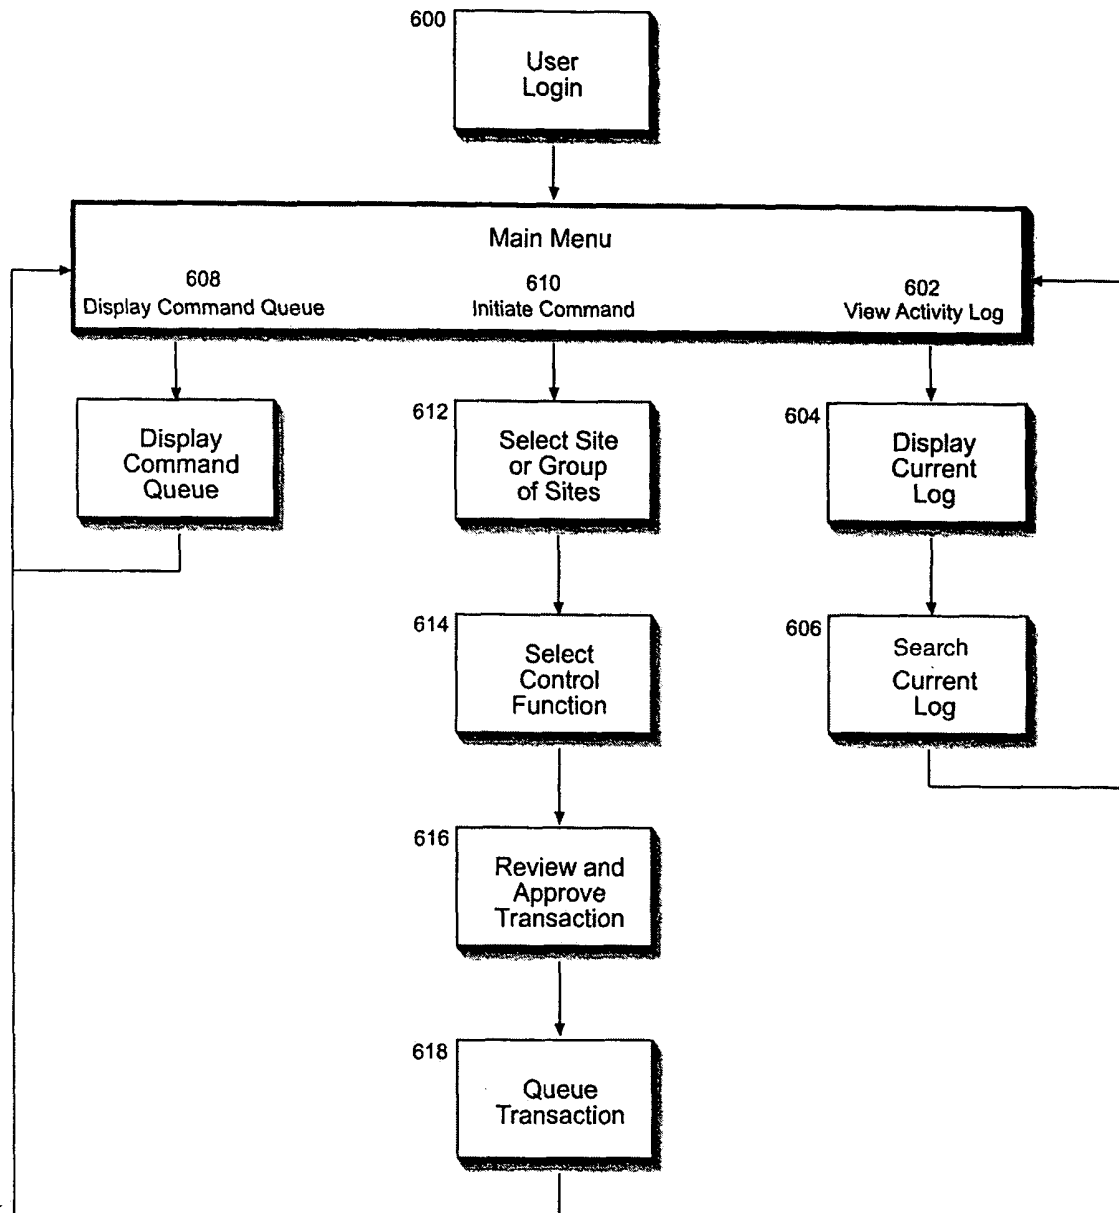 600
User
Login
Main Menu
608
Display Command Queue
610
Initiate Command
602
View Activity Log
Display
Command
Queue
612
Select Site
or Group
of Sites
604
Display
Current
Log
614
Select
Control
Function
606
Search
Current
Log
616
Review and
Approve
Transaction
618
Queue
Transaction